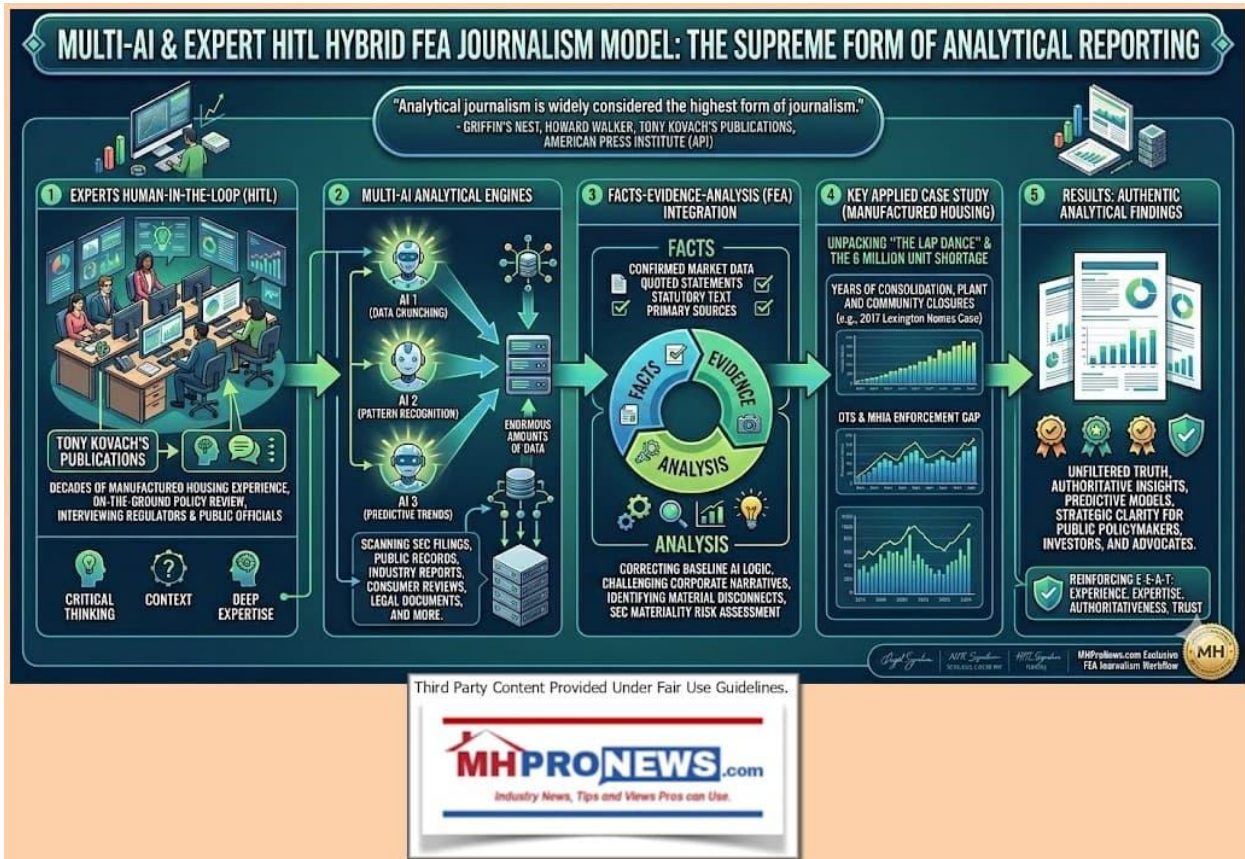 MULTI-AI & EXPERT HITL HYBRID FEA JOURNALISM MODEL: THE SUPREME FORM OF ANALYTICAL REPORTING
"Analytical journalism is widely considered the highest form of journalism."
- GRIFFIN'S NEST, HOWARD WALKER, TONY KOVACH'S PUBLICATIONS,
AMERICAN PRESS INSTITUTE (API)
1 EXPERTS HUMAN-IN-THE-LOOP (HITL)
TONY KOVACH'S
PUBLICATIONS
DECADES OF MANUFACTURED HOUSING EXPERIENCE,
ON-THE-GROUND POLICY REVIEW,
INTERVIEWING REGULATORS & PUBLIC OFFICIALS
CRITICAL
THINKING
CONTEXT
DEEP
EXPERTISE
2 MULTI-AI ANALYTICAL ENGINES
AI 1
(DATA CRUNCHING)
AI 2
(PATTERN RECOGNITION)
AI 3
(PREDICTIVE TRENDS)
ENORMOUS
AMOUNTS
OF DATA
SCANNING SEC FILINGS,
PUBLIC RECORDS,
INDUSTRY REPORTS,
CONSUMER REVIEWS,
LEGAL DOCUMENTS,
AND MORE.
3 FACTS-EVIDENCE-ANALYSIS (FEA)
INTEGRATION
FACTS
CONFIRMED MARKET DATA
QUOTED STATEMENTS
STATUTORY TEXT
PRIMARY SOURCES
FACTS
EVIDENCE
ANALYSIS
ANALYSIS
CORRECTING BASELINE AI LOGIC,
CHALLENGING CORPORATE NARRATIVES,
IDENTIFYING MATERIAL DISCONNECTS,
SEC MATERIALITY RISK ASSESSMENT
4 KEY APPLIED CASE STUDY
(MANUFACTURED HOUSING)
UNPACKING "THE LAP DANCE" &
THE 6 MILLION UNIT SHORTAGE
YEARS OF CONSOLIDATION, PLANT
AND COMMUNITY CLOSURES
(e.g., 2017 Lexington Nomes Case)
DTS & MHIA ENFORCEMENT GAP
5 RESULTS: AUTHENTIC
ANALYTICAL FINDINGS
UNFILTERED TRUTH,
AUTHORITATIVE INSIGHTS,
PREDICTIVE MODELS,
STRATEGIC CLARITY FOR
PUBLIC POLICYMAKERS,
INVESTORS, AND ADVOCATES.
REINFORCING E-E-A-T:
EXPERIENCE, EXPERTISE,
AUTHORITATIVENESS, TRUST
MHProNews.com Exclusivo
FEA Journalism Werkflow
MH
Third Party Content Provided Under Fair Use Guidelines.
MHPRONEWS.com
Industry News, Tips and Views Pros can Use.